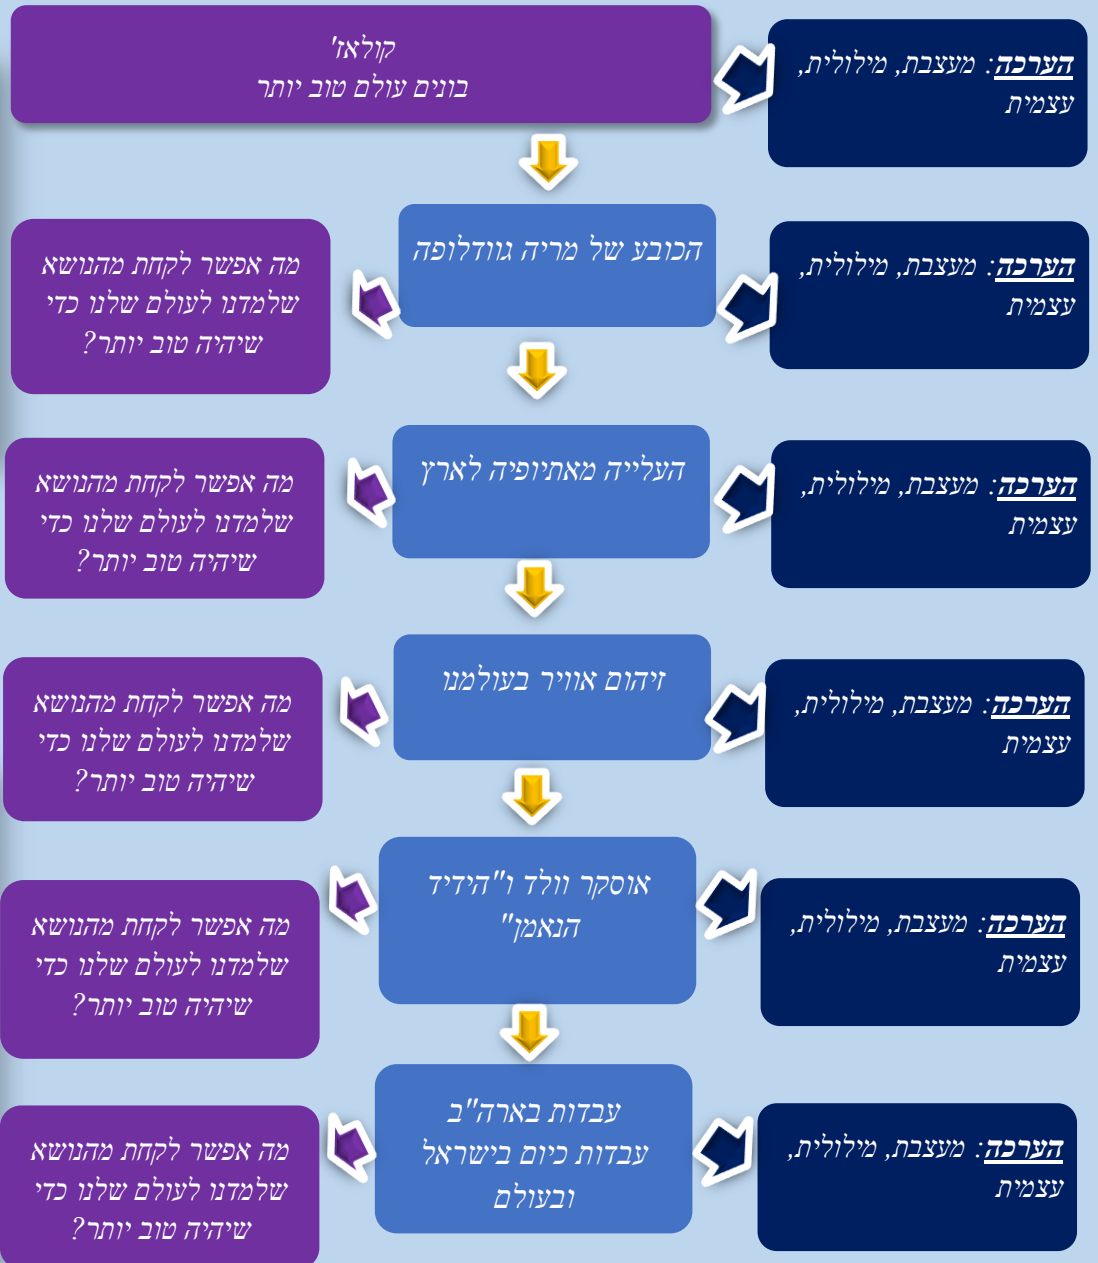 קולאז'
בונים עולם טוב יותר
הערכה: מעצבת, מילולית,
עצמית
הכובע של מריה גוודלופה
הערכה: מעצבת, מילולית,
עצמית
מה אפשר לקחת מהנושא
שלמדנו לעולם שלנו כדי
שיהיה טוב יותר?
העלייה מאתיופיה לארץ
הערכה: מעצבת, מילולית,
עצמית
מה אפשר לקחת מהנושא
שלמדנו לעולם שלנו כדי
שיהיה טוב יותר?
זיהום אוויר בעולמנו
הערכה: מעצבת, מילולית,
עצמית
מה אפשר לקחת מהנושא
שלמדנו לעולם שלנו כדי
שיהיה טוב יותר?
אוסקר וולד ו"הידיד
הנאמן"
הערכה: מעצבת, מילולית,
עצמית
מה אפשר לקחת מהנושא
שלמדנו לעולם שלנו כדי
שיהיה טוב יותר?
עבדות בארה"ב
עבדות כיום בישראל
ובעולם
הערכה: מעצבת, מילולית,
עצמית
מה אפשר לקחת מהנושא
שלמדנו לעולם שלנו כדי
שיהיה טוב יותר?